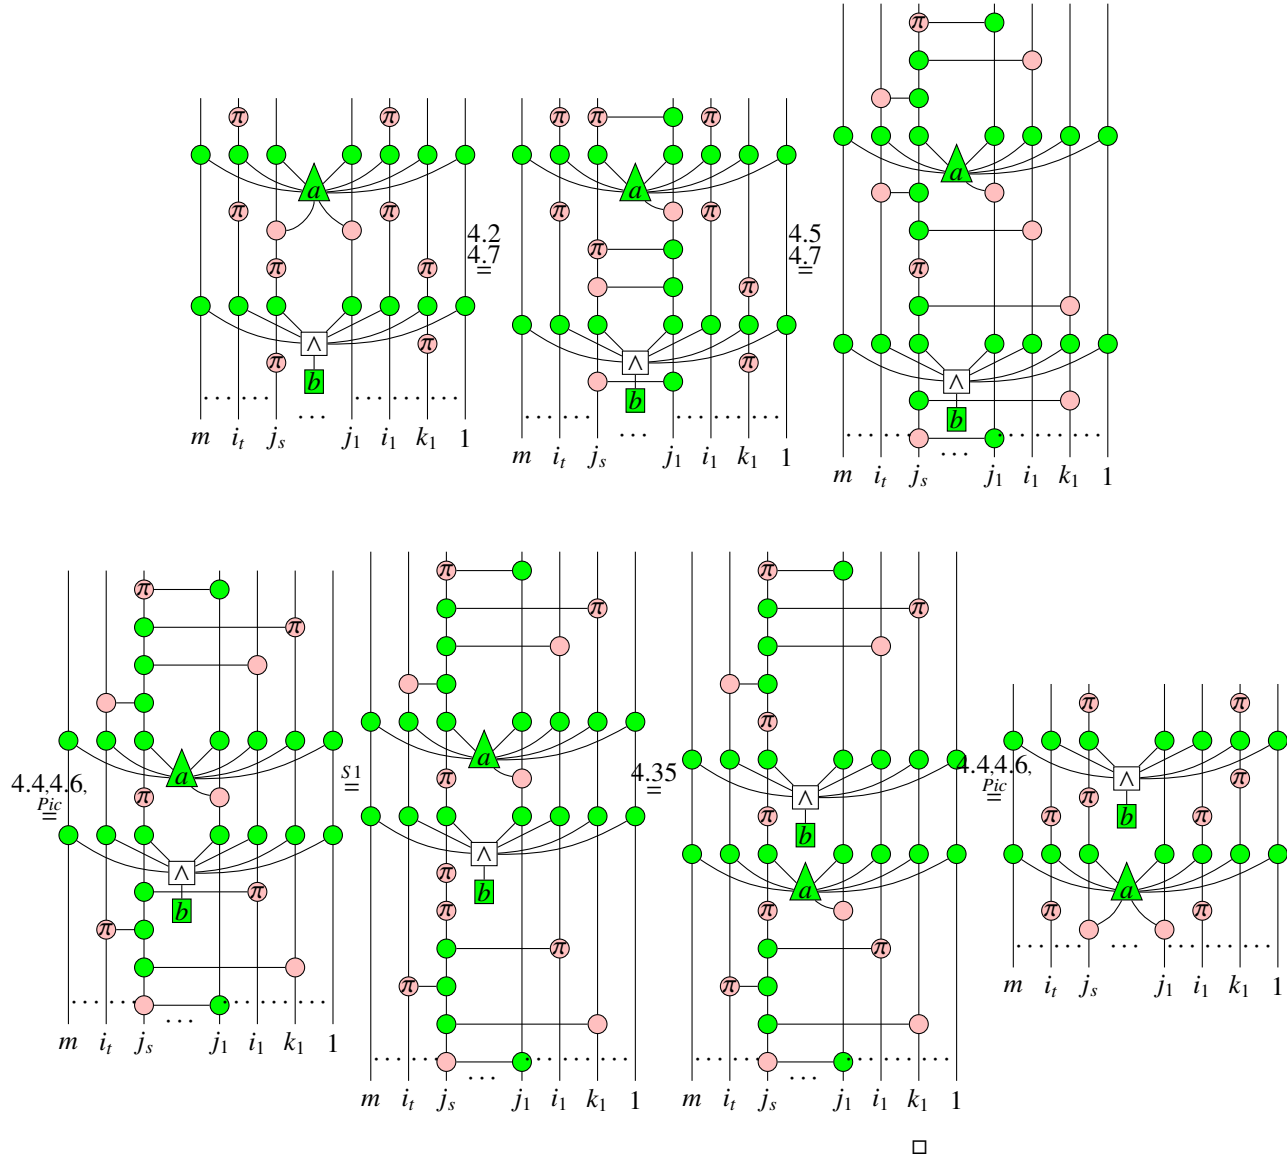 π π π π π π
a a a
π π π π
4.2
4.7
=
4.5
4.7
=
π π π π π
∧ ∧ ∧
π π π
b b b
...... ... ........
m i_t j_s j_1 i_1 k_1 1
...... ... ........
m i_t j_s j_1 i_1 k_1 1
...... ... ........
m i_t j_s j_1 i_1 k_1 1
π π π
π π π
π π π
a a
4.4,4.6,
Pic
=
S1
=
4.35
=
4.4,4.6,
Pic
=
π π π π π
∧ ∧ ∧ ∧
b b b b
π π π π π
a a
π π π π π
π π π π
...... ... ........
m i_t j_s j_1 i_1 k_1 1
...... ... ........
m i_t j_s j_1 i_1 k_1 1
...... ... ........
m i_t j_s j_1 i_1 k_1 1
...... ... ........
m i_t j_s j_1 i_1 k_1 1
□